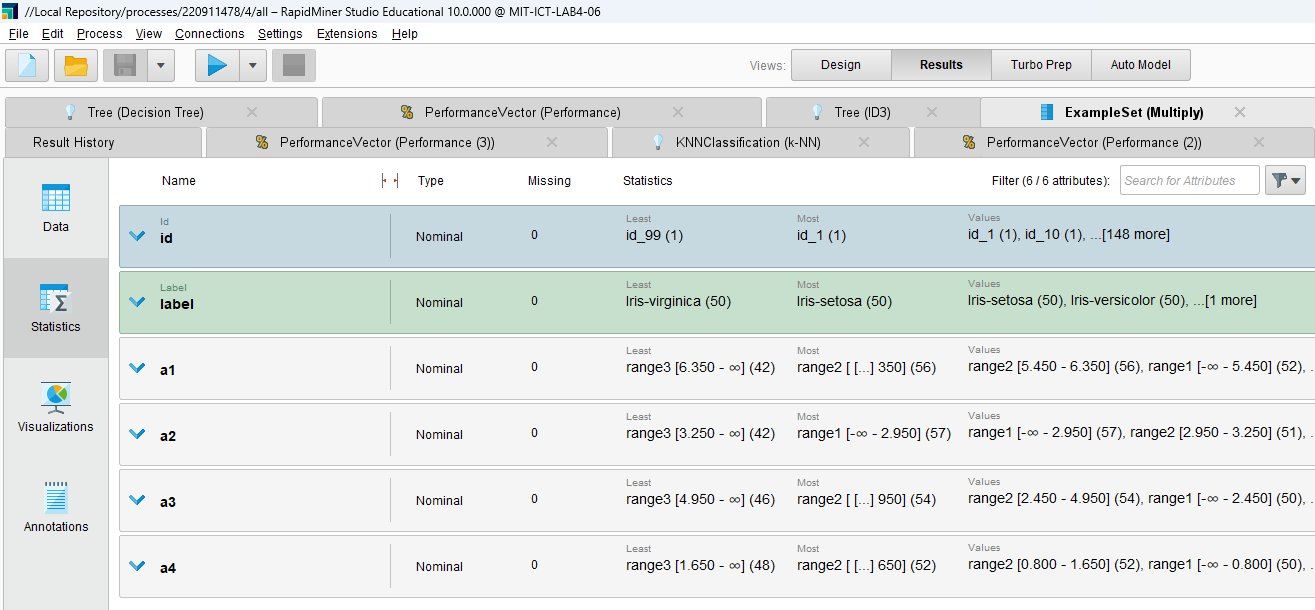 //Local Repository/processes/220911478/4/all – RapidMiner Studio Educational 10.0.000 @ MIT-ICT-LAB4-06
File Edit Process View Connections Settings Extensions Help
Views: Design Results Turbo Prep Auto Model
Tree (Decision Tree) PerformanceVector (Performance) Tree (ID3) ExampleSet (Multiply)
Result History PerformanceVector (Performance (3)) KNNClassification (k-NN) PerformanceVector (Performance (2))
Name Type Missing Statistics Filter (6 / 6 attributes): Search for Attributes
Data
Statistics
Visualizations
Annotations
Id Least Most Values
id Nominal 0 id_99 (1) id_1 (1) id_1 (1), id_10 (1), ...[148 more]
Label Least Most Values
label Nominal 0 Iris-virginica (50) Iris-setosa (50) Iris-setosa (50), Iris-versicolor (50), ...[1 more]
Least Most Values
a1 Nominal 0 range3 [6.350 - ∞] (42) range2 [ [...] 350] (56) range2 [5.450 - 6.350] (56), range1 [-∞ - 5.450] (52), .
Least Most Values
a2 Nominal 0 range3 [3.250 - ∞] (42) range1 [-∞ - 2.950] (57) range1 [-∞ - 2.950] (57), range2 [2.950 - 3.250] (51), .
Least Most Values
a3 Nominal 0 range3 [4.950 - ∞] (46) range2 [ [...] 950] (54) range2 [2.450 - 4.950] (54), range1 [-∞ - 2.450] (50), .
Least Most Values
a4 Nominal 0 range3 [1.650 - ∞] (48) range2 [ [...] 650] (52) range2 [0.800 - 1.650] (52), range1 [-∞ - 0.800] (50), .